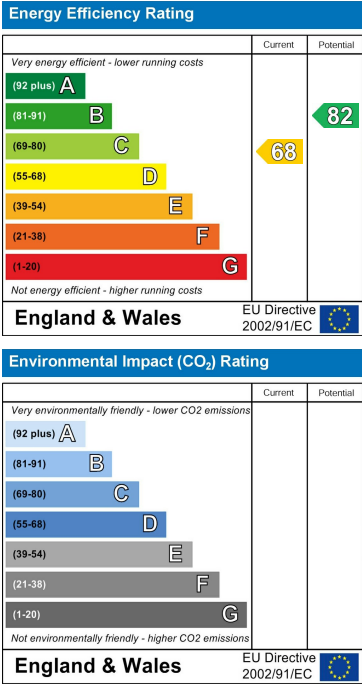 Energy Efficiency Rating
Current Potential
Very energy efficient - lower running costs
(92 plus) A
(81-91) B
82
(69-80) C
68
(55-68) D
(39-54) E
(21-38) F
(1-20) G
Not energy efficient - higher running costs
England & Wales
EU Directive
2002/91/EC
Environmental Impact (CO₂) Rating
Current Potential
Very environmentally friendly - lower CO2 emissions
(92 plus) A
(81-91) B
(69-80) C
(55-68) D
(39-54) E
(21-38) F
(1-20) G
Not environmentally friendly - higher CO2 emissions
England & Wales
EU Directive
2002/91/EC